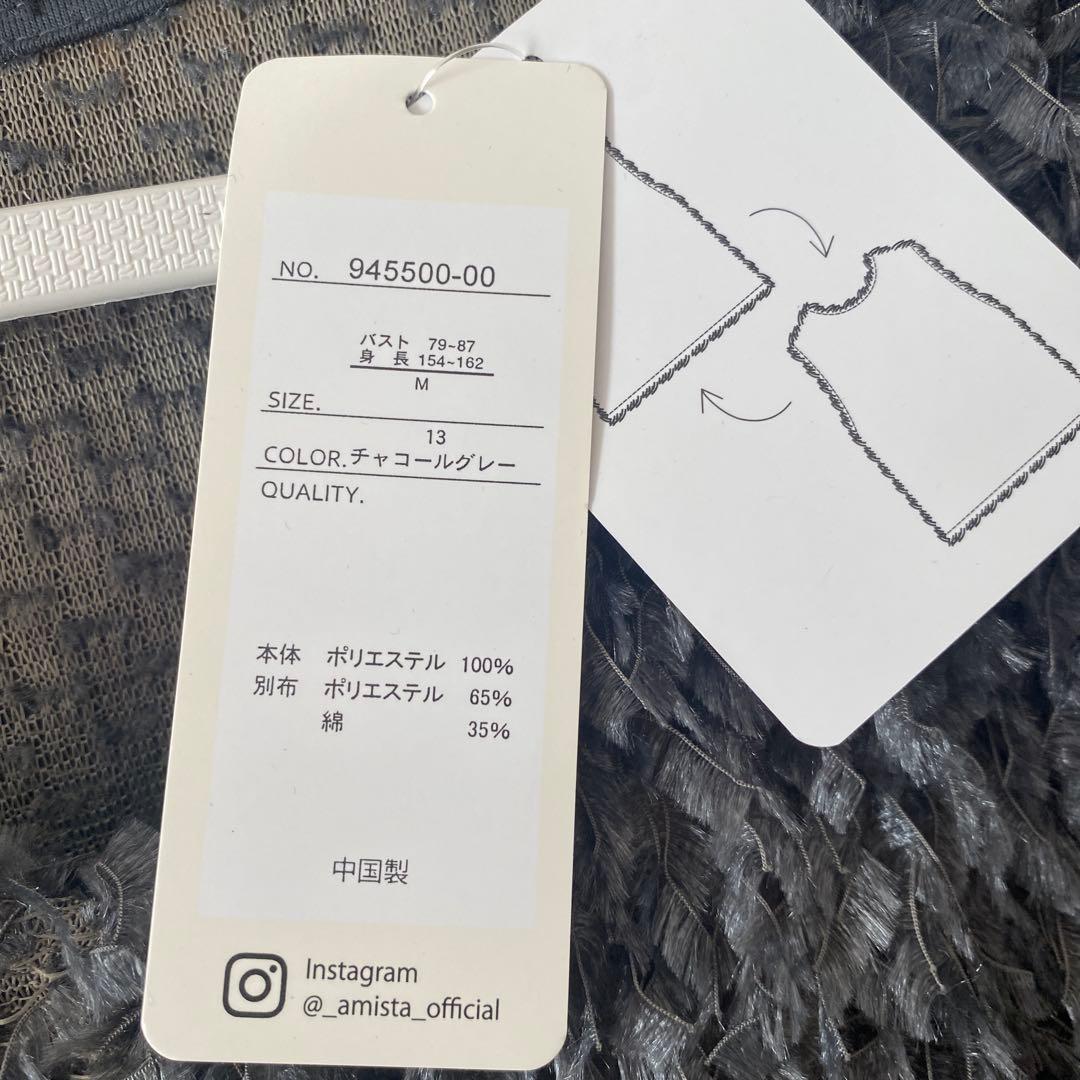 NO. 945500-00
バスト 79~87
身 長 154~162
M
SIZE.
13
COLOR. チャコールグレー
QUALITY.
本体 ポリエステル 100%
別布 ポリエステル 65%
綿 35%
中国製
Instagram
@_amista_official